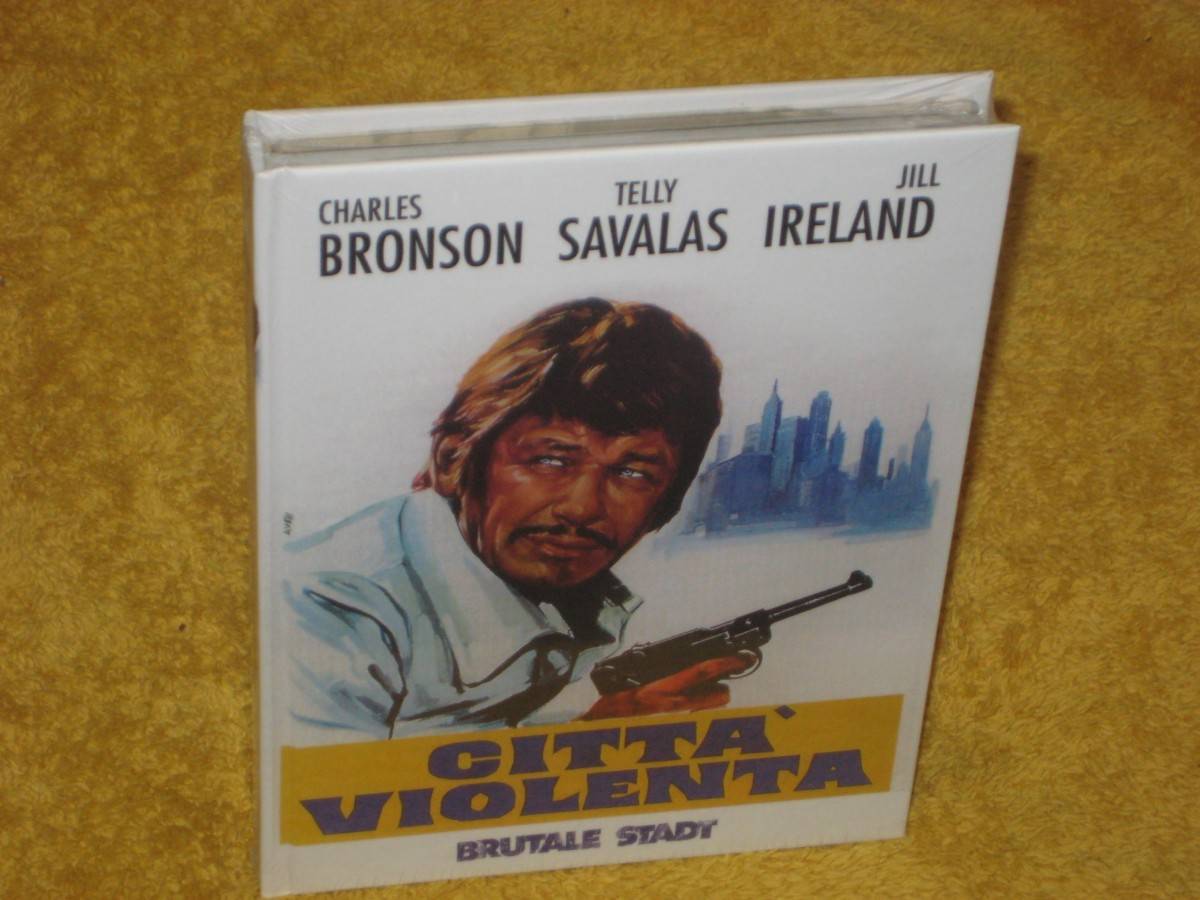 CHARLES
BRONSON
TELLY
SAVALAS
JILL
IRELAND
CITTA`
VIOLENTA
BRUTALE STADT